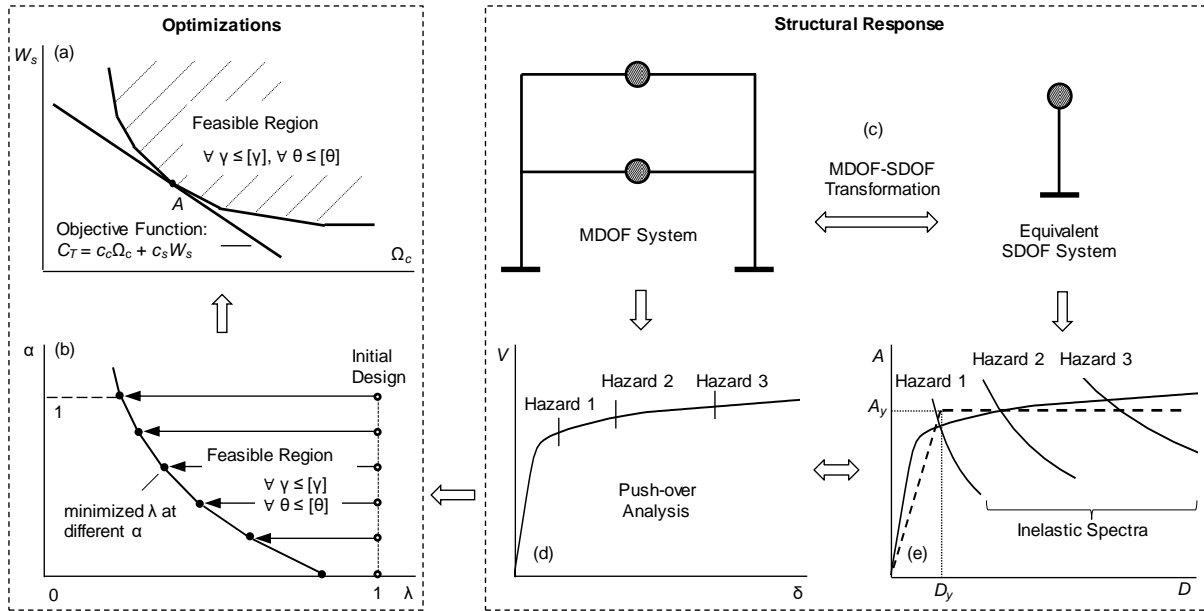 Optimizations
W_s
(a)
Feasible Region
∀ γ ≤ [γ], ∀ θ ≤ [θ]
A
Objective Function:
C_T = c_cΩ_c + c_sW_s
Ω_c
α
(b)
1
Initial
Design
Feasible Region
∀ γ ≤ [γ]
∀ θ ≤ [θ]
minimized λ at
different α
0
1
λ
Structural Response
(c)
MDOF-SDOF
Transformation
MDOF System
Equivalent
SDOF System
V
Hazard 1
Hazard 2
Hazard 3
Push-over
Analysis
(d)
δ
A
Hazard 1
Hazard 2
Hazard 3
A_y
Inelastic Spectra
(e)
D_y
D